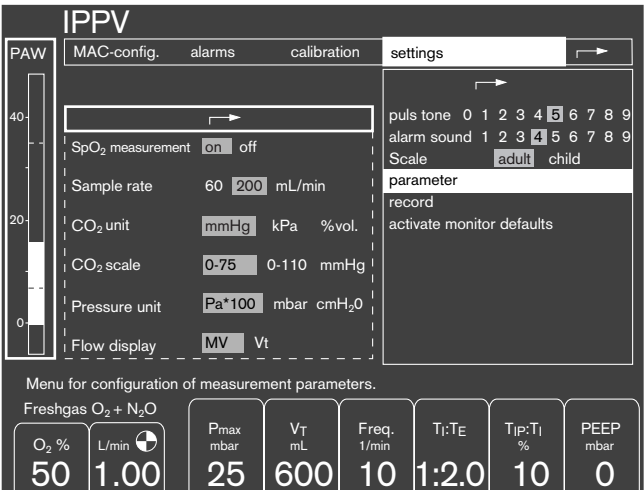 IPPV
PAW MAC-config. alarms calibration settings
puls tone 0 1 2 3 4 5 6 7 8 9
alarm sound 1 2 3 4 5 6 7 8 9
Scale adult child
parameter
record
activate monitor defaults
40
20
0
SpO₂ measurement on off
Sample rate 60 200 mL/min
CO₂ unit mmHg kPa %vol.
CO₂ scale 0-75 0-110 mmHg
Pressure unit Pa*100 mbar cmH₂0
Flow display MV Vt
Menu for configuration of measurement parameters.
Freshgas O₂ + N₂O
O₂ % L/min
50 1.00
Pmax VT Freq. TI:TE TIP:TI PEEP
mbar mL 1/min % mbar
25 600 10 1:2.0 10 0